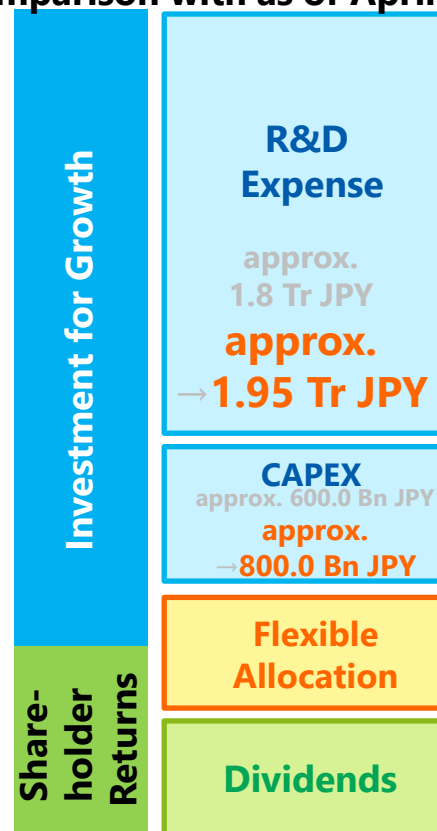 mparison with as of April
Investment for Growth
R&D
Expense
approx.
1.8 Tr JPY
approx.
→1.95 Tr JPY
CAPEX
approx. 600.0 Bn JPY
approx.
→800.0 Bn JPY
Flexible
Allocation
Share-
holder
Returns
Dividends